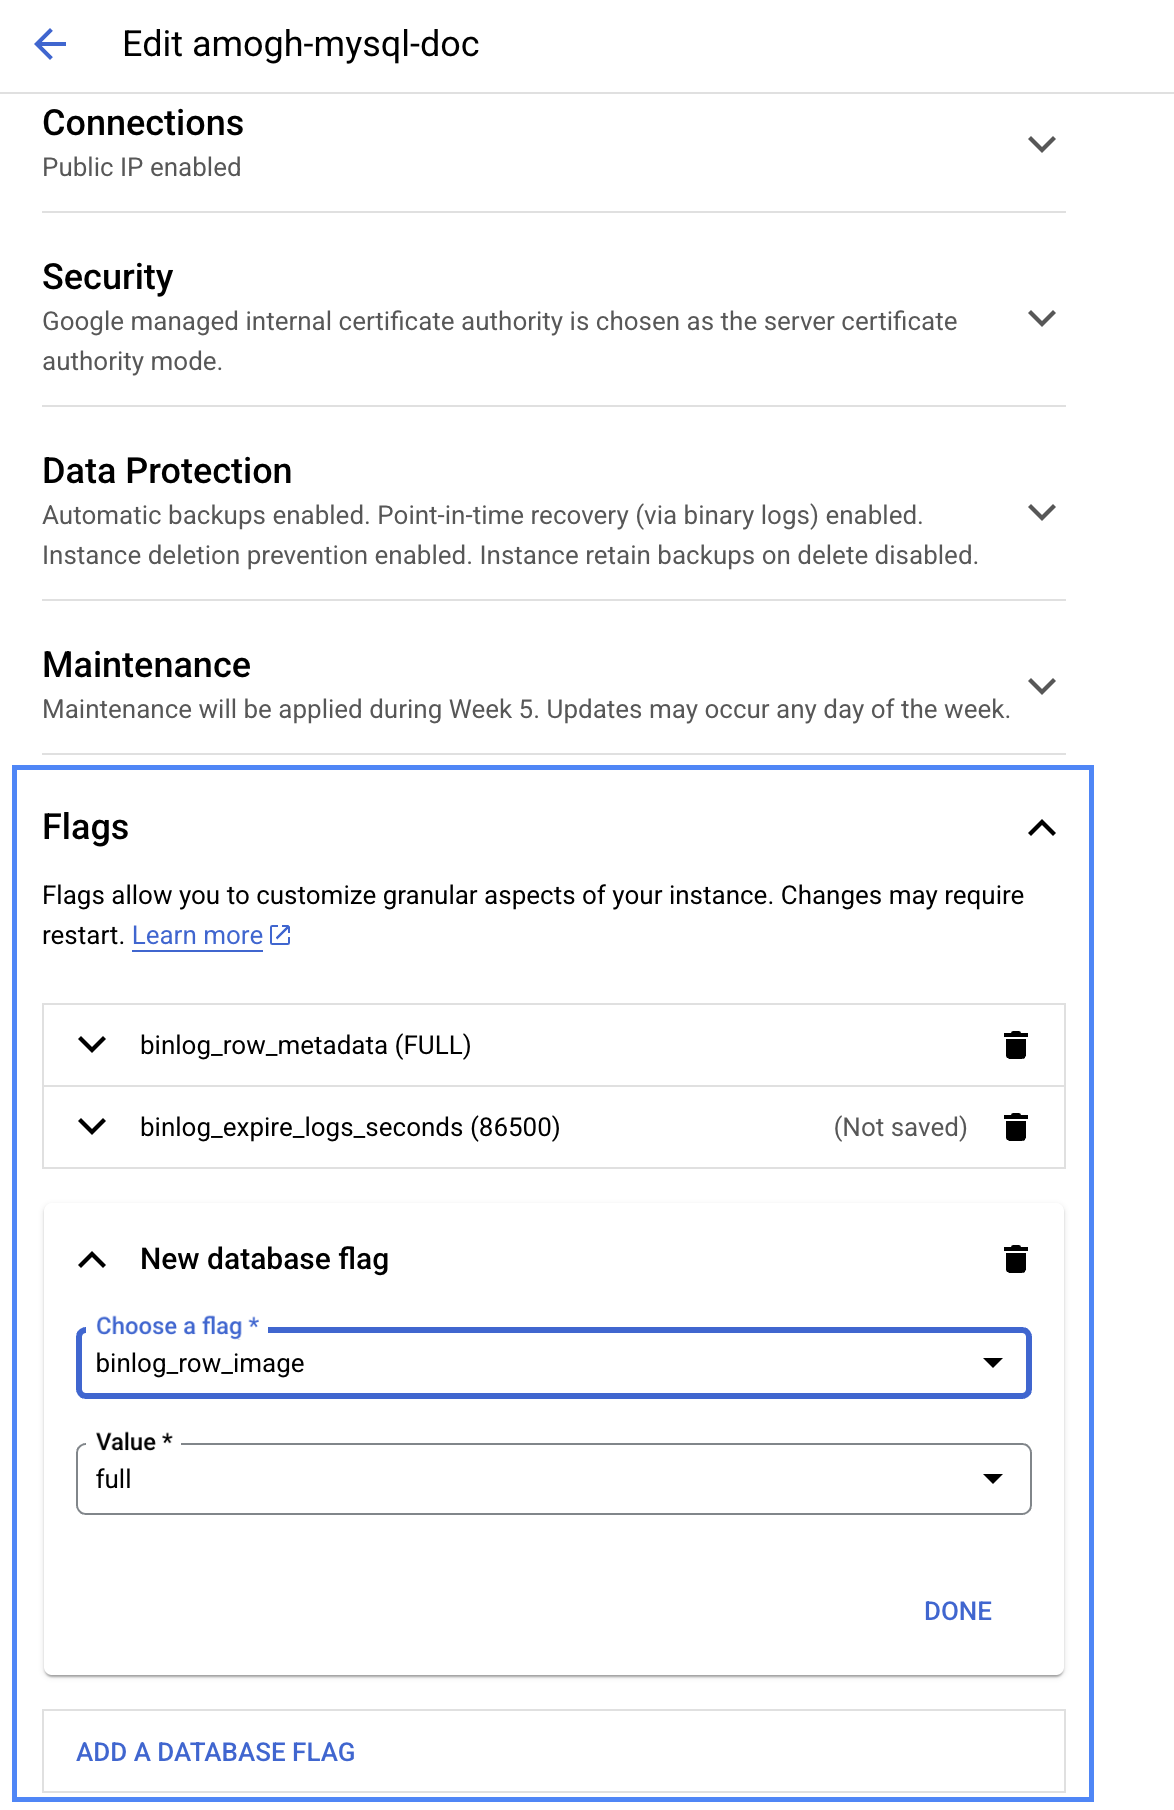 Edit amogh-mysql-doc
Connections
Public IP enabled
Security
Google managed internal certificate authority is chosen as the server certificate
authority mode.
Data Protection
Automatic backups enabled. Point-in-time recovery (via binary logs) enabled.
Instance deletion prevention enabled. Instance retain backups on delete disabled.
Maintenance
Maintenance will be applied during Week 5. Updates may occur any day of the week.
Flags
Flags allow you to customize granular aspects of your instance. Changes may require
restart. Learn more
binlog_row_metadata (FULL)
binlog_expire_logs_seconds (86500) (Not saved)
New database flag
Choose a flag *
binlog_row_image
Value *
full
DONE
ADD A DATABASE FLAG